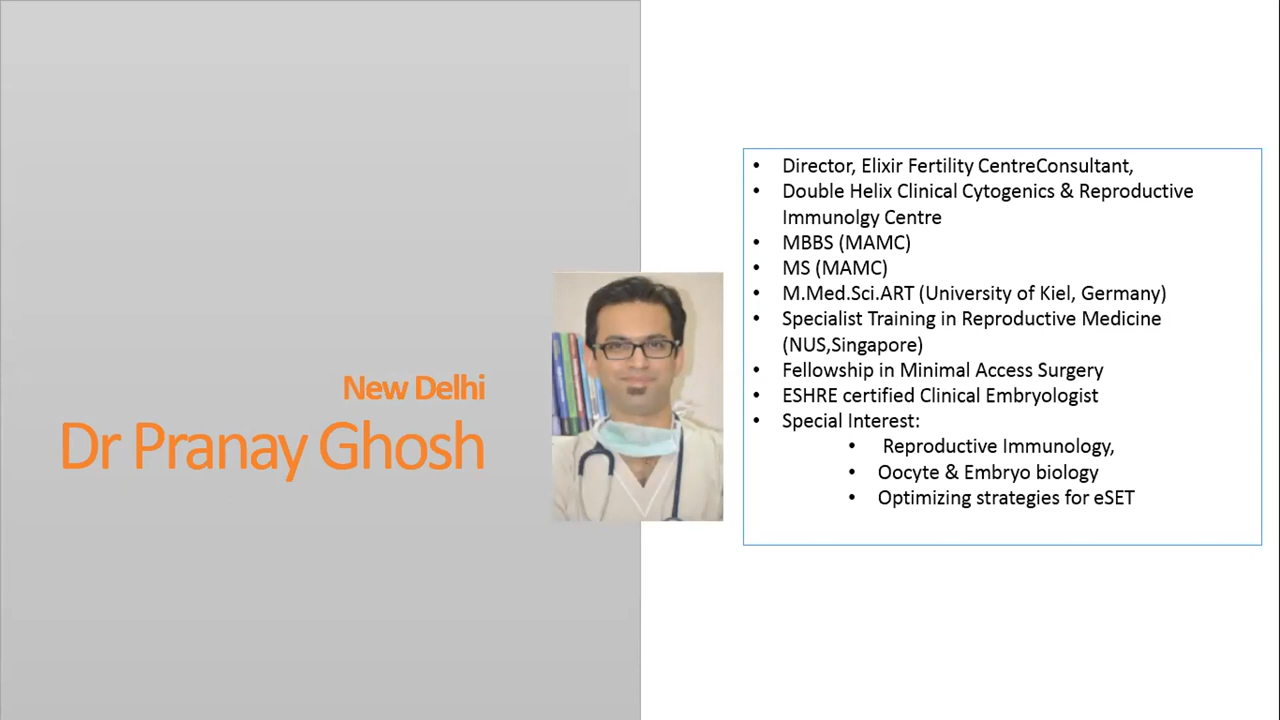 New Delhi
Dr Pranay Ghosh
• Director, Elixir Fertility CentreConsultant,
• Double Helix Clinical Cytogenics & Reproductive
Immunolgy Centre
• MBBS (MAMC)
• MS (MAMC)
• M.Med.Sci.ART (University of Kiel, Germany)
• Specialist Training in Reproductive Medicine
(NUS,Singapore)
• Fellowship in Minimal Access Surgery
• ESHRE certified Clinical Embryologist
• Special Interest:
• Reproductive Immunology,
• Oocyte & Embryo biology
• Optimizing strategies for eSET